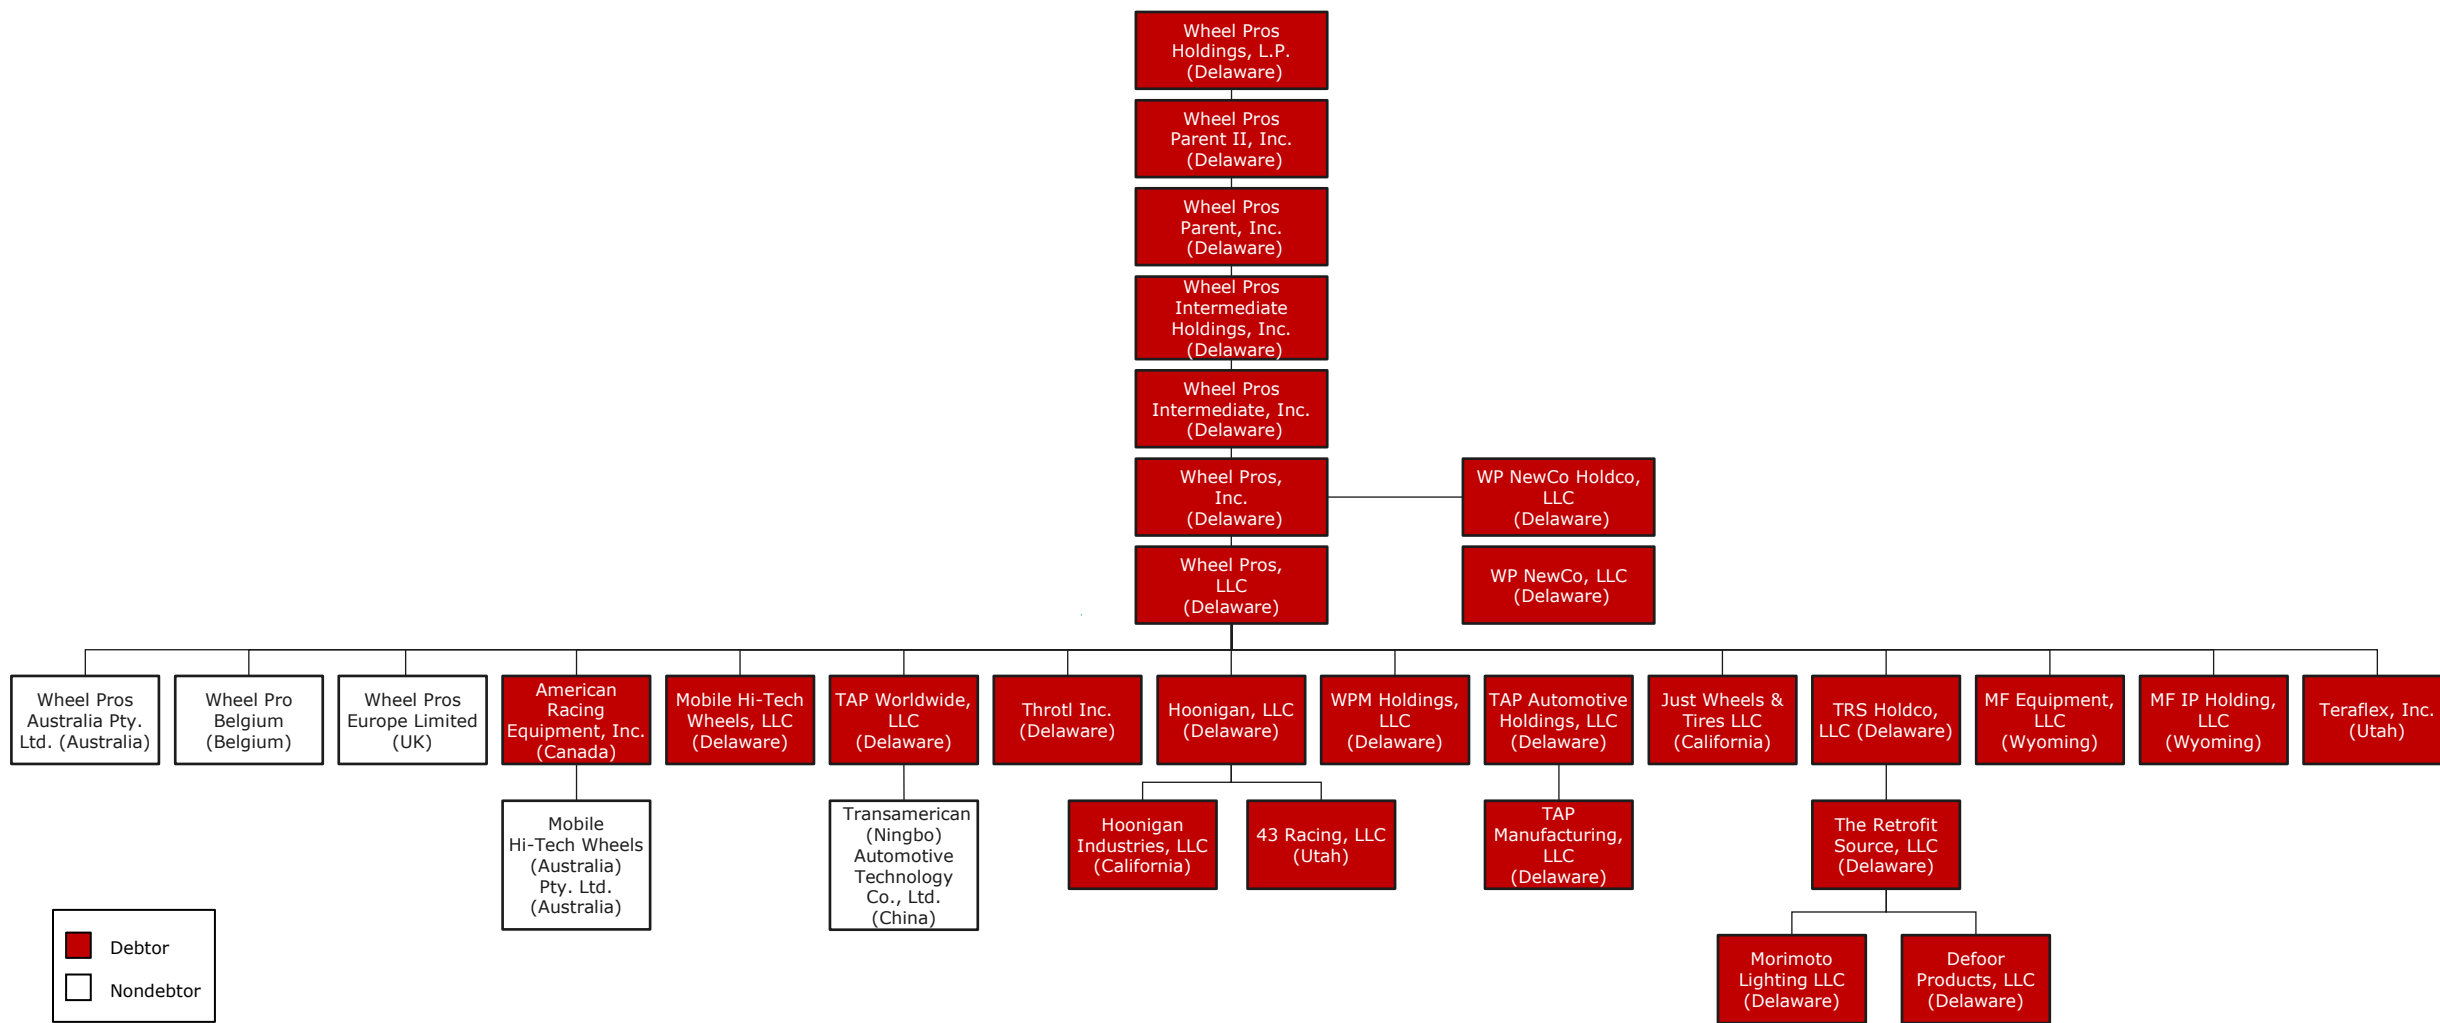 Wheel Pros
Holdings, L.P.
(Delaware)
Wheel Pros
Parent II, Inc.
(Delaware)
Wheel Pros
Parent, Inc.
(Delaware)
Wheel Pros
Intermediate
Holdings, Inc.
(Delaware)
Wheel Pros
Intermediate, Inc.
(Delaware)
Wheel Pros,
Inc.
(Delaware)
WP NewCo Holdco,
LLC
(Delaware)
Wheel Pros,
LLC
(Delaware)
WP NewCo, LLC
(Delaware)
Wheel Pros
Australia Pty.
Ltd. (Australia)
Wheel Pro
Belgium
(Belgium)
Wheel Pros
Europe Limited
(UK)
American
Racing
Equipment, Inc.
(Canada)
Mobile Hi-Tech
Wheels, LLC
(Delaware)
TAP Worldwide,
LLC
(Delaware)
Throtl Inc.
(Delaware)
Hoonigan, LLC
(Delaware)
WPM Holdings,
LLC
(Delaware)
TAP Automotive
Holdings, LLC
(Delaware)
Just Wheels &
Tires LLC
(California)
TRS Holdco,
LLC (Delaware)
MF Equipment,
LLC
(Wyoming)
MF IP Holding,
LLC
(Wyoming)
Teraflex, Inc.
(Utah)
Mobile
Hi-Tech Wheels
(Australia)
Pty. Ltd.
(Australia)
Transamerican
(Ningbo)
Automotive
Technology
Co., Ltd.
(China)
Hoonigan
Industries, LLC
(California)
43 Racing, LLC
(Utah)
TAP
Manufacturing,
LLC
(Delaware)
The Retrofit
Source, LLC
(Delaware)
Morimoto
Lighting LLC
(Delaware)
Defoor
Products, LLC
(Delaware)
Debtor
Nondebtor